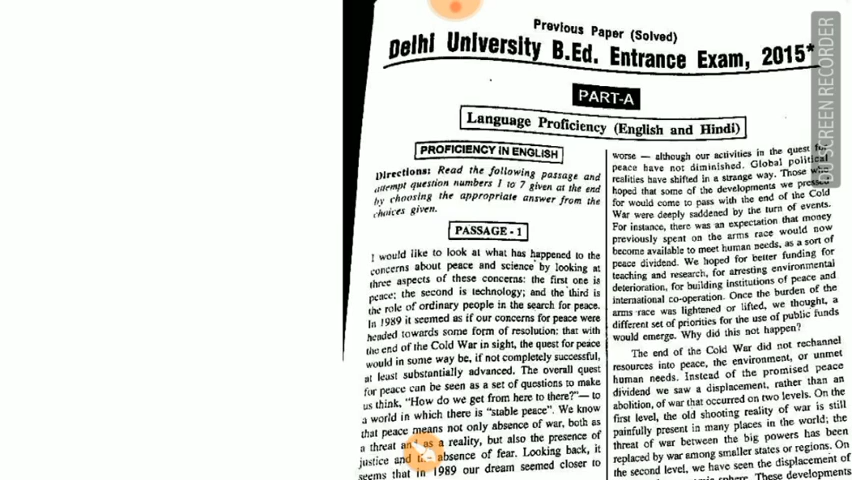 Previous Paper (Solved)
Delhi University B.Ed. Entrance Exam, 2015*
PART-A
Language Proficiency (English and Hindi)
PROFICIENCY IN ENGLISH
Directions: Read the following passage and
attempt question numbers 1 to 7 given at the end
by choosing the appropriate answer from the
choices given.
PASSAGE - 1
I would like to look at what has happened to the
concerns about peace and science by looking at
three aspects of these concerns: the first one is
peace; the second is technology; and the third is
the role of ordinary people in the search for peace.
In 1989 it seemed as if our concerns for peace were
headed towards some form of resolution: that with
the end of the Cold War in sight, the quest for peace
would in some way be, if not completely successful,
at least substantially advanced. The overall quest
for peace can be seen as a set of questions to make
us think, "How do we get from here to there?"— to
a world in which there is "stable peace". We know
that peace means not only absence of war, both as
a threat and as a reality, but also the presence of
justice and the absence of fear. Looking back, it
seems that in 1989 our dream seemed closer to
worse — although our activities in the quest for
peace have not diminished. Global political
realities have shifted in a strange way. Those who
hoped that some of the developments we pressed
for would come to pass with the end of the Cold
War were deeply saddened by the turn of events.
For instance, there was an expectation that money
previously spent on the arms race would now
become available to meet human needs, as a sort of
peace dividend. We hoped for better funding for
teaching and research, for arresting environmental
deterioration, for building institutions of peace and
international co-operation. Once the burden of the
arms race was lightened or lifted, we thought, a
different set of priorities for the use of public funds
would emerge. Why did this not happen?
The end of the Cold War did not rechannel
resources into peace, the environment, or unmet
human needs. Instead of the promised peace
dividend we saw a displacement, rather than an
abolition, of war that occurred on two levels. On the
first level, the old shooting reality of war is still
painfully present in many places in the world; the
threat of war between the big powers has been
replaced by war among smaller states or regions. On
the second level, we have seen the displacement of
sphere. These developments
DU SCREEN RECORDER